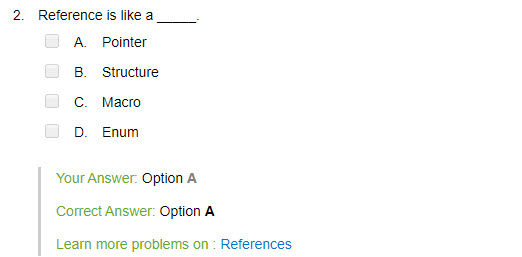 2. Reference is like a _____.
A. Pointer
B. Structure
C. Macro
D. Enum
Your Answer: Option A
Correct Answer: Option A
Learn more problems on : References